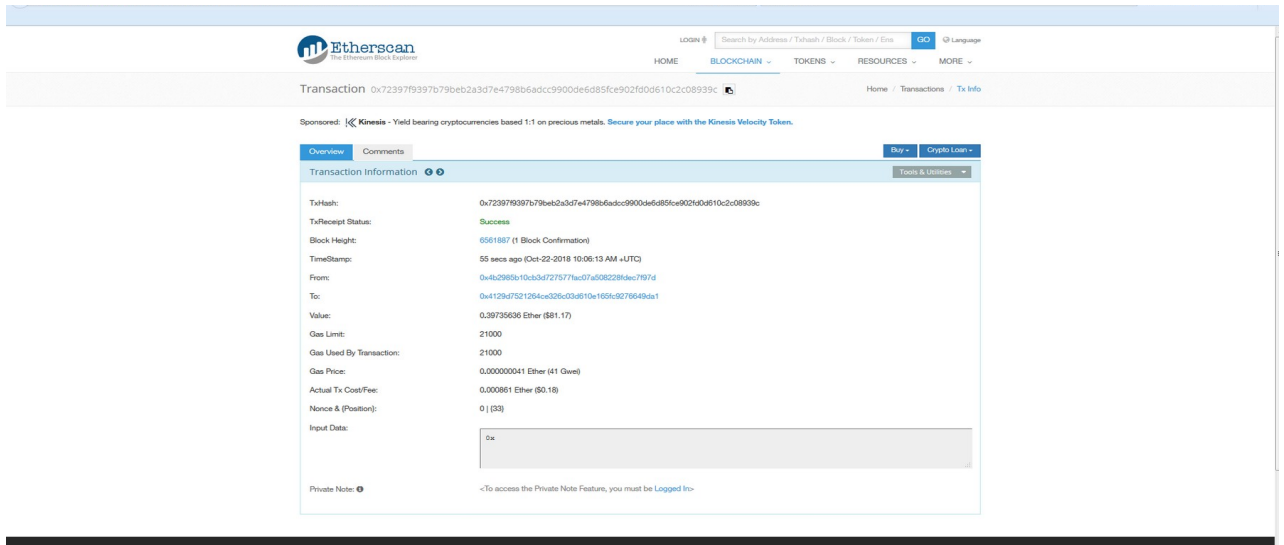 Etherscan
The Ethereum Block Explorer
LOGIN Search by Address / Txhash / Block / Token / Ens GO Language
HOME BLOCKCHAIN TOKENS RESOURCES MORE
Transaction 0x72397f9397b79beb2a3d7e4798b6adcc9900de6d85fce902fd0d610c2c08939c Home / Transactions / Tx Info
Sponsored: Kinesis - Yield bearing cryptocurrencies based 1:1 on precious metals. Secure your place with the Kinesis Velocity Token.
Overview Comments Buy Crypto Loan
Transaction Information Tools & Utilities
TxHash: 0x72397f9397b79beb2a3d7e4798b6adcc9900de6d85fce902fd0d610c2c08939c
TxReceipt Status: Success
Block Height: 6561887 (1 Block Confirmation)
TimeStamp: 55 secs ago (Oct-22-2018 10:06:13 AM +UTC)
From: 0x4b2985b10cb3d727577fac07a508228fdec7f97d
To: 0x4129d7521264ce326c03d610e165fc9276649da1
Value: 0.39735636 Ether ($81.17)
Gas Limit: 21000
Gas Used By Transaction: 21000
Gas Price: 0.000000041 Ether (41 Gwei)
Actual Tx Cost/Fee: 0.000861 Ether ($0.18)
Nonce & {Position}: 0 | {33}
Input Data:
0x
Private Note: <To access the Private Note Feature, you must be Logged In>